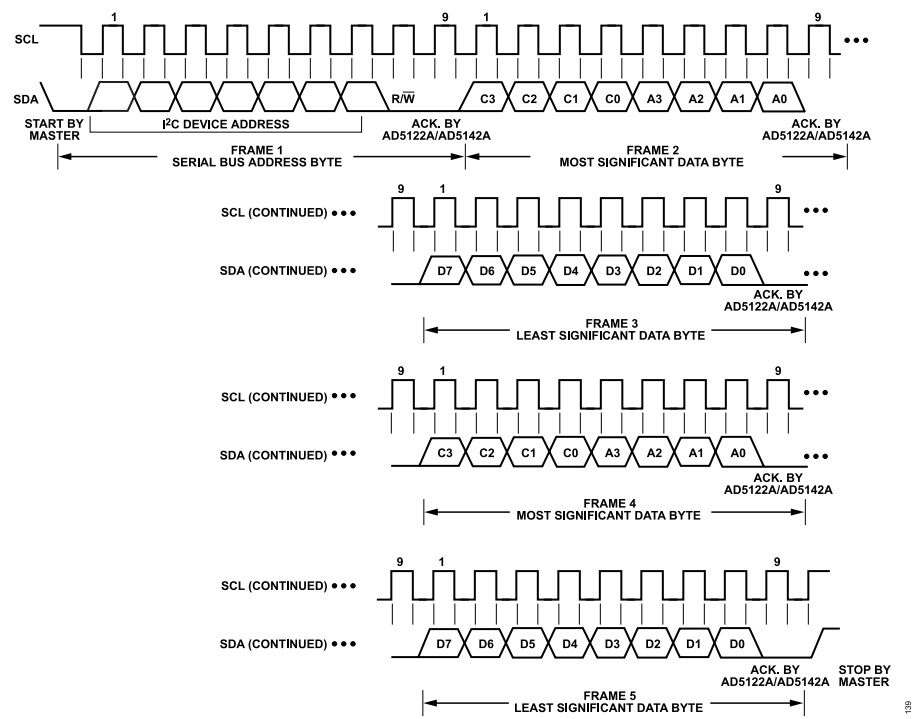 1 9 1 9
SCL
SDA
R/W̅
C3 C2 C1 C0 A3 A2 A1 A0
START BY
MASTER
I²C DEVICE ADDRESS
ACK. BY
AD5122A/AD5142A
ACK. BY
AD5122A/AD5142A
FRAME 1
SERIAL BUS ADDRESS BYTE
FRAME 2
MOST SIGNIFICANT DATA BYTE
9 1 9
SCL (CONTINUED)
SDA (CONTINUED)
D7 D6 D5 D4 D3 D2 D1 D0
ACK. BY
AD5122A/AD5142A
FRAME 3
LEAST SIGNIFICANT DATA BYTE
9 1 9
SCL (CONTINUED)
SDA (CONTINUED)
C3 C2 C1 C0 A3 A2 A1 A0
ACK. BY
AD5122A/AD5142A
FRAME 4
MOST SIGNIFICANT DATA BYTE
9 1 9
SCL (CONTINUED)
SDA (CONTINUED)
D7 D6 D5 D4 D3 D2 D1 D0
ACK. BY
AD5122A/AD5142A
STOP BY
MASTER
FRAME 5
LEAST SIGNIFICANT DATA BYTE
139